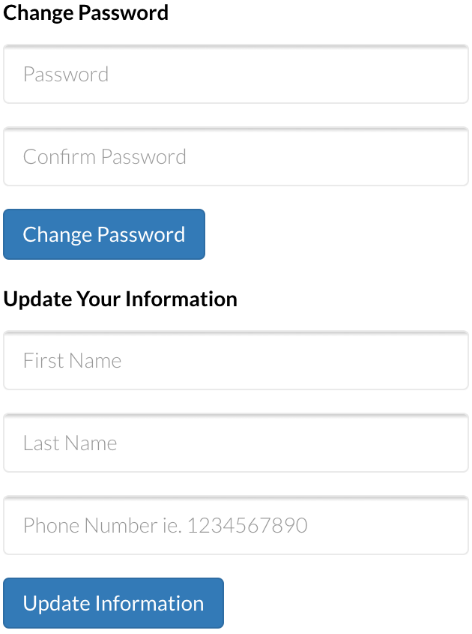 Change Password
Password
Confirm Password
Change Password
Update Your Information
First Name
Last Name
Phone Number ie. 1234567890
Update Information